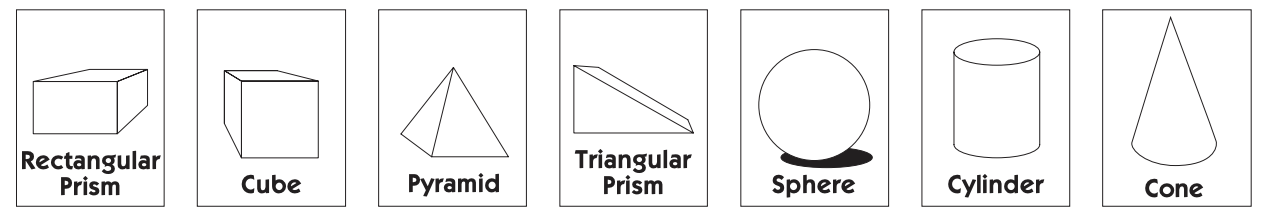 Rectangular
Prism
Cube
Pyramid
Triangular
Prism
Sphere
Cylinder
Cone